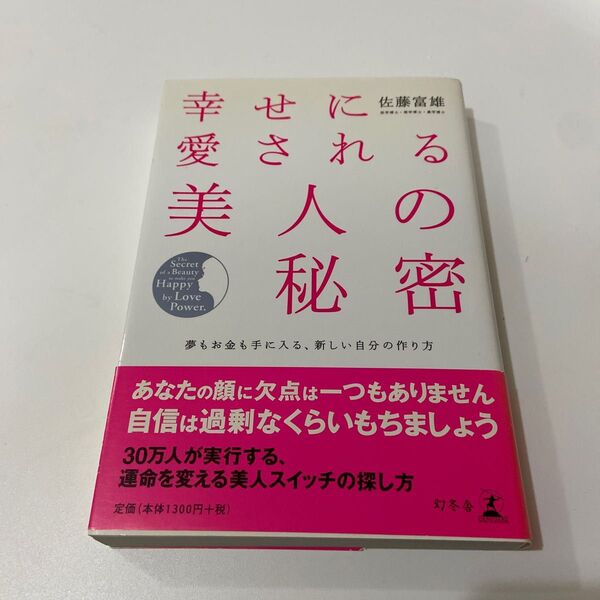 幸せに
佐藤富雄
愛される
美人の
秘密
The
Secret
of a Beauty
to make you
Happy
by Love
Power.
夢もお金も手に入る、新しい自分の作り方
あなたの顔に欠点は一つもありません
自信は過剰なくらいもちましょう
30万人が実行する、
運命を変える美人スイッチの探し方
定価(本体1300円+税)
幻冬舎